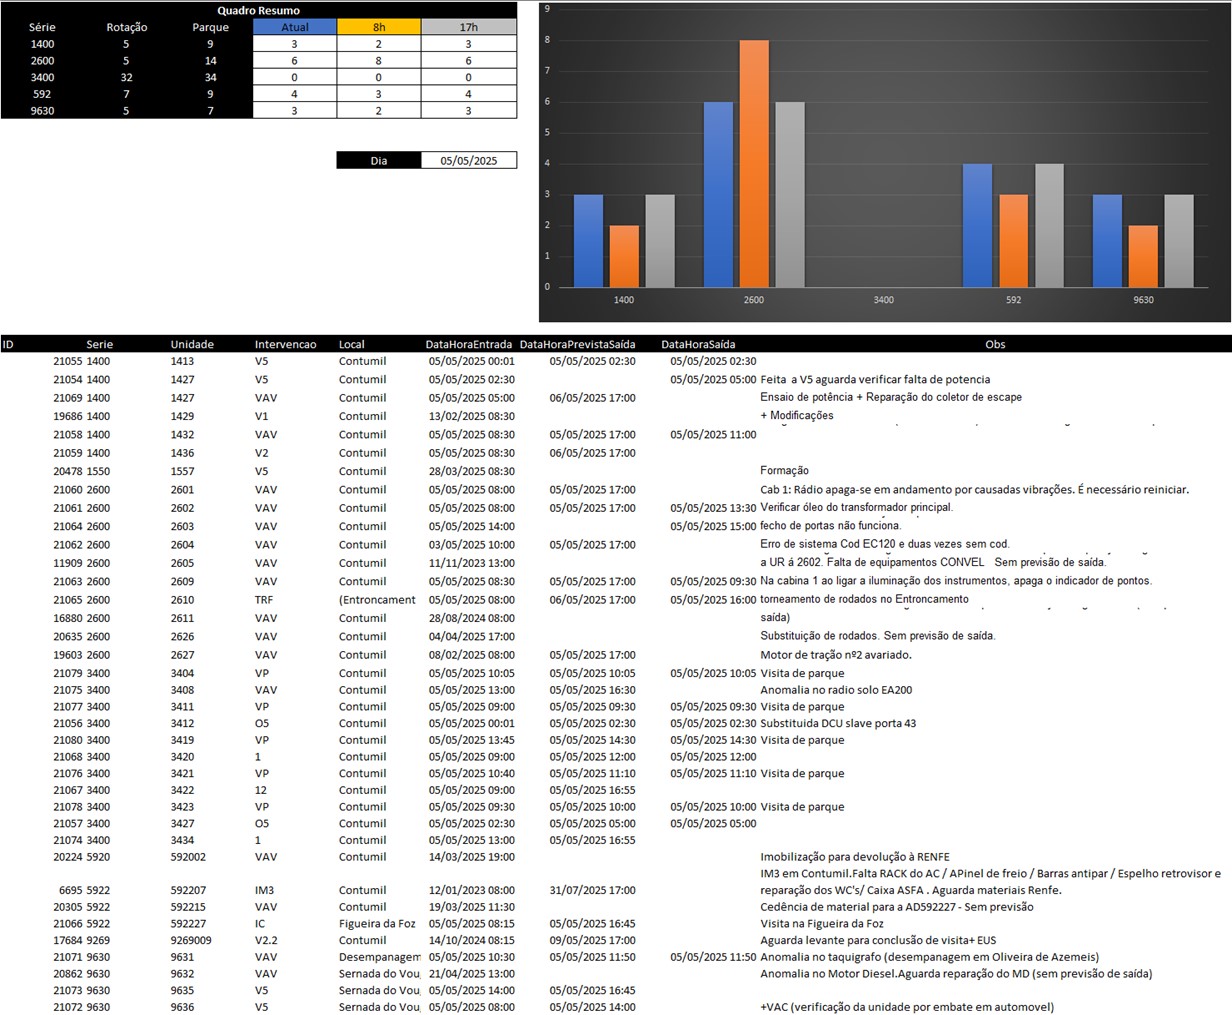 Quadro Resumo
Série Rotação Parque Atual 8h 17h
1400 5 9 3 2 3
2600 5 14 6 8 6
3400 32 34 0 0 0
592 7 9 4 3 4
9630 5 7 3 2 3
Dia 05/05/2025
9
8
7
6
5
4
3
2
1
0
1400 2600 3400 592 9630
ID Serie Unidade Intervencao Local DataHoraEntrada DataHoraPrevistaSaída DataHoraSaída Obs
21055 1400 1413 V5 Contumil 05/05/2025 00:01 05/05/2025 02:30 05/05/2025 02:30
21054 1400 1427 V5 Contumil 05/05/2025 02:30 05/05/2025 05:00 Feita a V5 aguarda verificar falta de potencia
21069 1400 1427 VAV Contumil 05/05/2025 05:00 06/05/2025 17:00 Ensaio de potência + Reparação do coletor de escape
19686 1400 1429 V1 Contumil 13/02/2025 08:30 + Modificações
21058 1400 1432 VAV Contumil 05/05/2025 08:30 05/05/2025 17:00 05/05/2025 11:00
21059 1400 1436 V2 Contumil 05/05/2025 08:30 06/05/2025 17:00
20478 1550 1557 V5 Contumil 28/03/2025 08:30 Formação
21060 2600 2601 VAV Contumil 05/05/2025 08:00 05/05/2025 17:00 Cab 1: Rádio apaga-se em andamento por causadas vibrações. É necessário reiniciar.
21061 2600 2602 VAV Contumil 05/05/2025 08:00 05/05/2025 17:00 05/05/2025 13:30 Verificar óleo do transformador principal.
21064 2600 2603 VAV Contumil 05/05/2025 14:00 05/05/2025 15:00 fecho de portas não funciona.
21062 2600 2604 VAV Contumil 03/05/2025 10:00 05/05/2025 17:00 Erro de sistema Cod EC120 e duas vezes sem cod.
11909 2600 2605 VAV Contumil 11/11/2023 13:00 a UR á 2602. Falta de equipamentos CONVEL Sem previsão de saída.
21063 2600 2609 VAV Contumil 05/05/2025 08:30 05/05/2025 17:00 05/05/2025 09:30 Na cabina 1 ao ligar a iluminação dos instrumentos, apaga o indicador de pontos.
21065 2600 2610 TRF (Entroncament 05/05/2025 08:00 06/05/2025 17:00 05/05/2025 16:00 torneamento de rodados no Entroncamento
16880 2600 2611 VAV Contumil 28/08/2024 08:00 saída)
20635 2600 2626 VAV Contumil 04/04/2025 17:00 Substituição de rodados. Sem previsão de saída.
19603 2600 2627 VAV Contumil 08/02/2025 08:00 05/05/2025 17:00 Motor de tração nº2 avariado.
21079 3400 3404 VP Contumil 05/05/2025 10:05 05/05/2025 10:05 05/05/2025 10:05 Visita de parque
21075 3400 3408 VAV Contumil 05/05/2025 13:00 05/05/2025 16:30 Anomalia no radio solo EA200
21077 3400 3411 VP Contumil 05/05/2025 09:00 05/05/2025 09:30 05/05/2025 09:30 Visita de parque
21056 3400 3412 O5 Contumil 05/05/2025 00:01 05/05/2025 02:30 05/05/2025 02:30 Substituida DCU slave porta 43
21080 3400 3419 VP Contumil 05/05/2025 13:45 05/05/2025 14:30 05/05/2025 14:30 Visita de parque
21068 3400 3420 1 Contumil 05/05/2025 09:00 05/05/2025 12:00 05/05/2025 12:00
21076 3400 3421 VP Contumil 05/05/2025 10:40 05/05/2025 11:10 05/05/2025 11:10 Visita de parque
21067 3400 3422 12 Contumil 05/05/2025 09:00 05/05/2025 16:55
21078 3400 3423 VP Contumil 05/05/2025 09:30 05/05/2025 10:00 05/05/2025 10:00 Visita de parque
21057 3400 3427 O5 Contumil 05/05/2025 02:30 05/05/2025 05:00 05/05/2025 05:00
21074 3400 3434 1 Contumil 05/05/2025 13:00 05/05/2025 16:55
20224 5920 592002 VAV Contumil 14/03/2025 19:00 Imobilização para devolução à RENFE
IM3 em Contumil.Falta RACK do AC / APinel de freio / Barras antipar / Espelho retrovisor e
6695 5922 592207 IM3 Contumil 12/01/2023 08:00 31/07/2025 17:00 reparação dos WC's/ Caixa ASFA . Aguarda materiais Renfe.
20305 5922 592215 VAV Contumil 19/03/2025 11:30 Cedência de material para a AD592227 - Sem previsão
21066 5922 592227 IC Figueira da Foz 05/05/2025 08:15 05/05/2025 16:45 Visita na Figueira da Foz
17684 9269 9269009 V2.2 Contumil 14/10/2024 08:15 09/05/2025 17:00 Aguarda levante para conclusão de visita+ EUS
21071 9630 9631 VAV Desempanagem 05/05/2025 10:30 05/05/2025 11:50 05/05/2025 11:50 Anomalia no taquigrafo (desempanagem em Oliveira de Azemeis)
20862 9630 9632 VAV Sernada do Vou 21/04/2025 13:00 Anomalia no Motor Diesel.Aguarda reparação do MD (sem previsão de saída)
21073 9630 9635 V5 Sernada do Vou 05/05/2025 14:00 05/05/2025 16:45
21072 9630 9636 V5 Sernada do Vou 05/05/2025 08:00 05/05/2025 14:00 +VAC (verificação da unidade por embate em automovel)